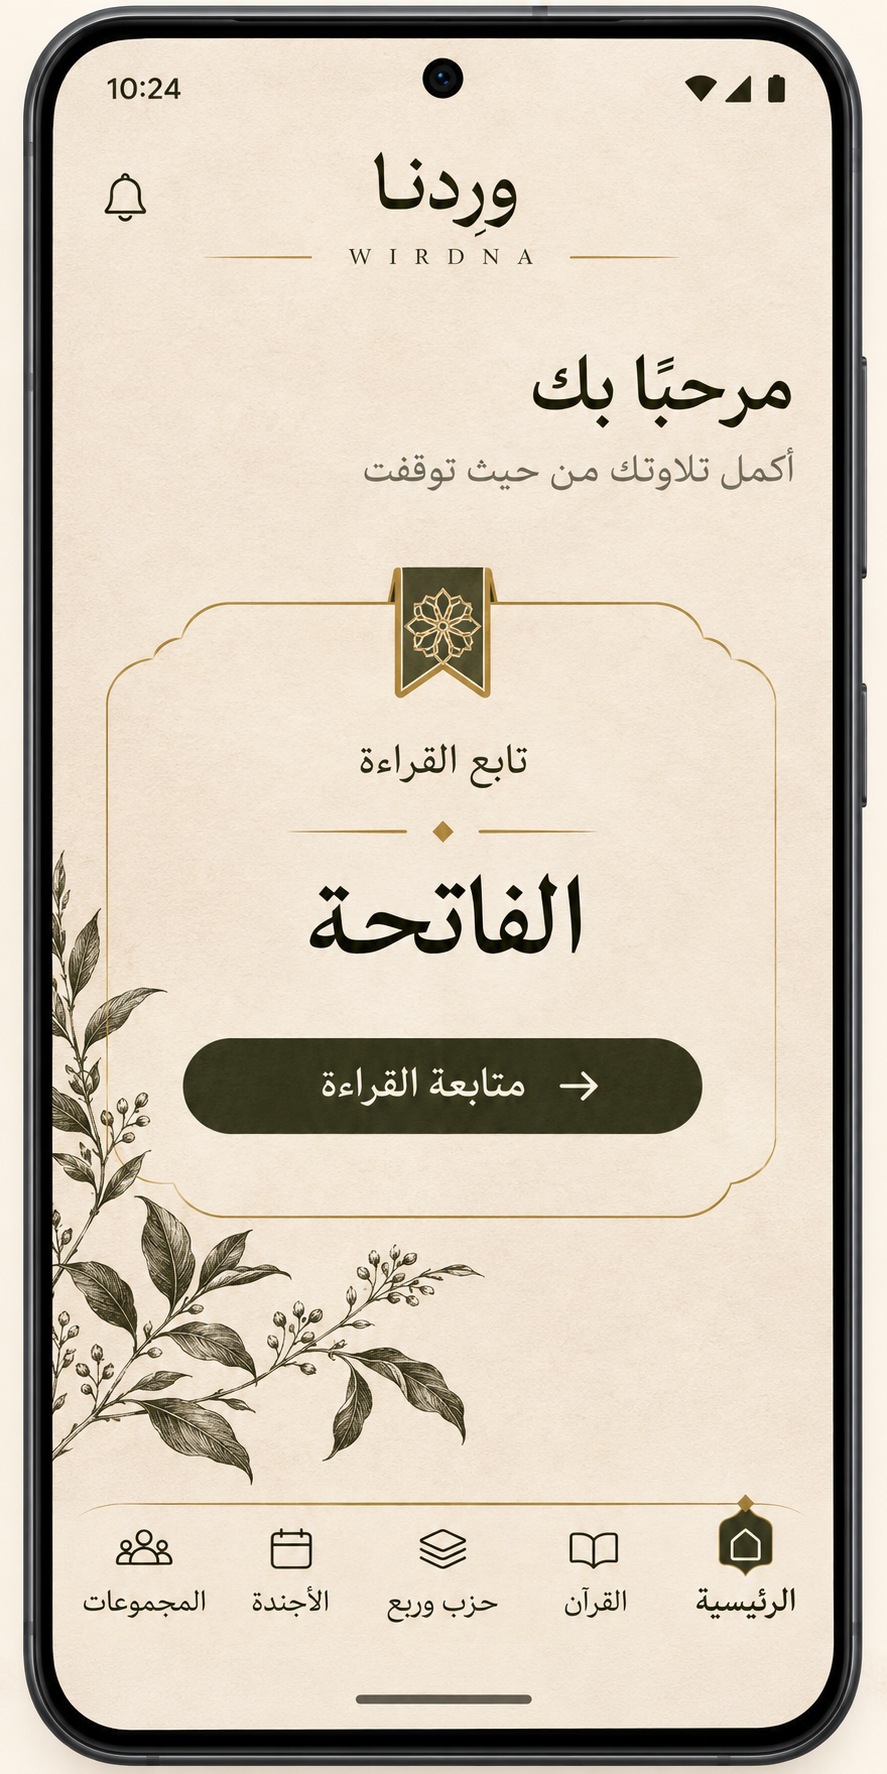 10:24
وِردنا
WIRDNA
مرحبًا بك
أكمل تلاوتك من حيث توقفت
تابع القراءة
الفاتحة
متابعة القراءة
الرئيسية
القرآن
حزب وربع
الأجندة
المجموعات